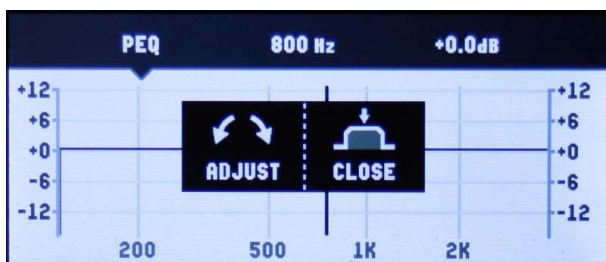 PEQ 800 Hz +0.0dB
+12 +12
+6 +6
+0 +0
ADJUST CLOSE
-6 -6
-12 -12
200 500 1K 2K